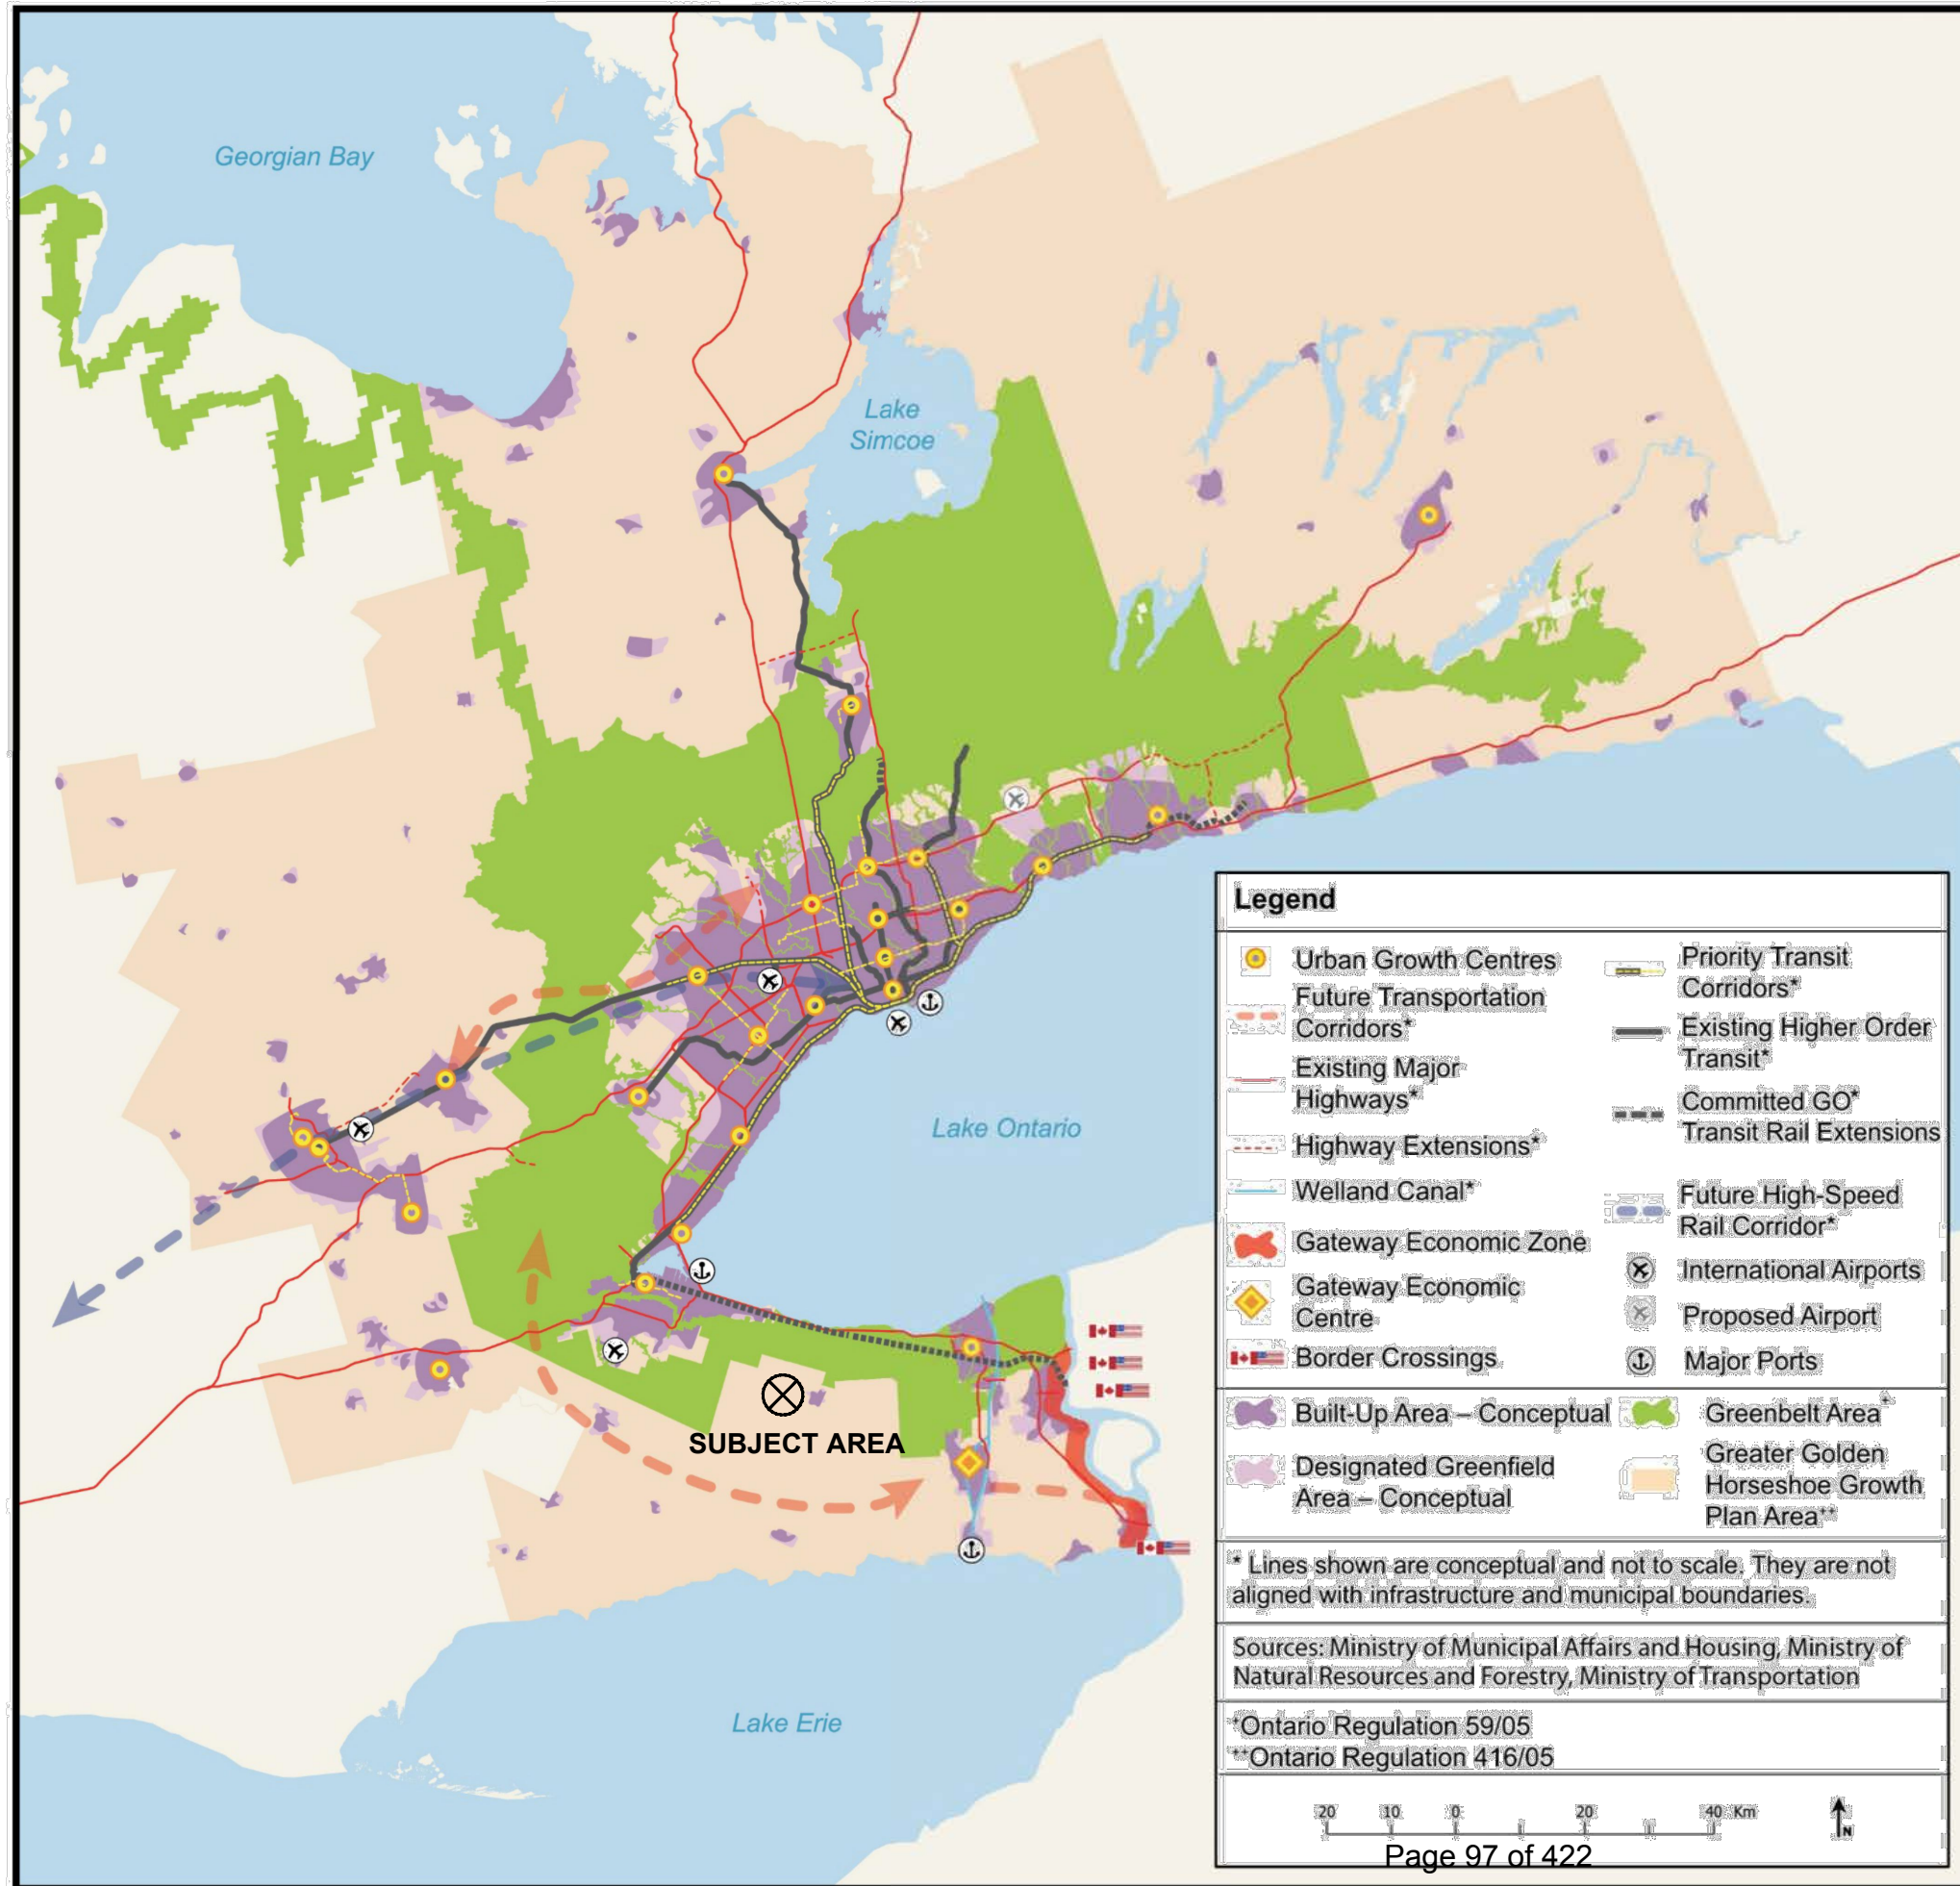 Georgian Bay
Lake
Simcoe
Lake Ontario
SUBJECT AREA
Lake Erie
Legend
Urban Growth Centres
Future Transportation
Corridors*
Existing Major
Highways*
Highway Extensions*
Welland Canal*
Gateway Economic Zone
Gateway Economic
Centre
Border Crossings
Priority Transit
Corridors*
Existing Higher Order
Transit*
Committed GO*
Transit Rail Extensions
Future High-Speed
Rail Corridor*
International Airports
Proposed Airport
Major Ports
Built-Up Area – Conceptual
Designated Greenfield
Area – Conceptual
Greenbelt Area+
Greater Golden
Horseshoe Growth
Plan Area++
* Lines shown are conceptual and not to scale. They are not
aligned with infrastructure and municipal boundaries.
Sources: Ministry of Municipal Affairs and Housing, Ministry of
Natural Resources and Forestry, Ministry of Transportation
+Ontario Regulation 59/05
++Ontario Regulation 416/05
20 10 0 20 40 Km
N
Page 97 of 422